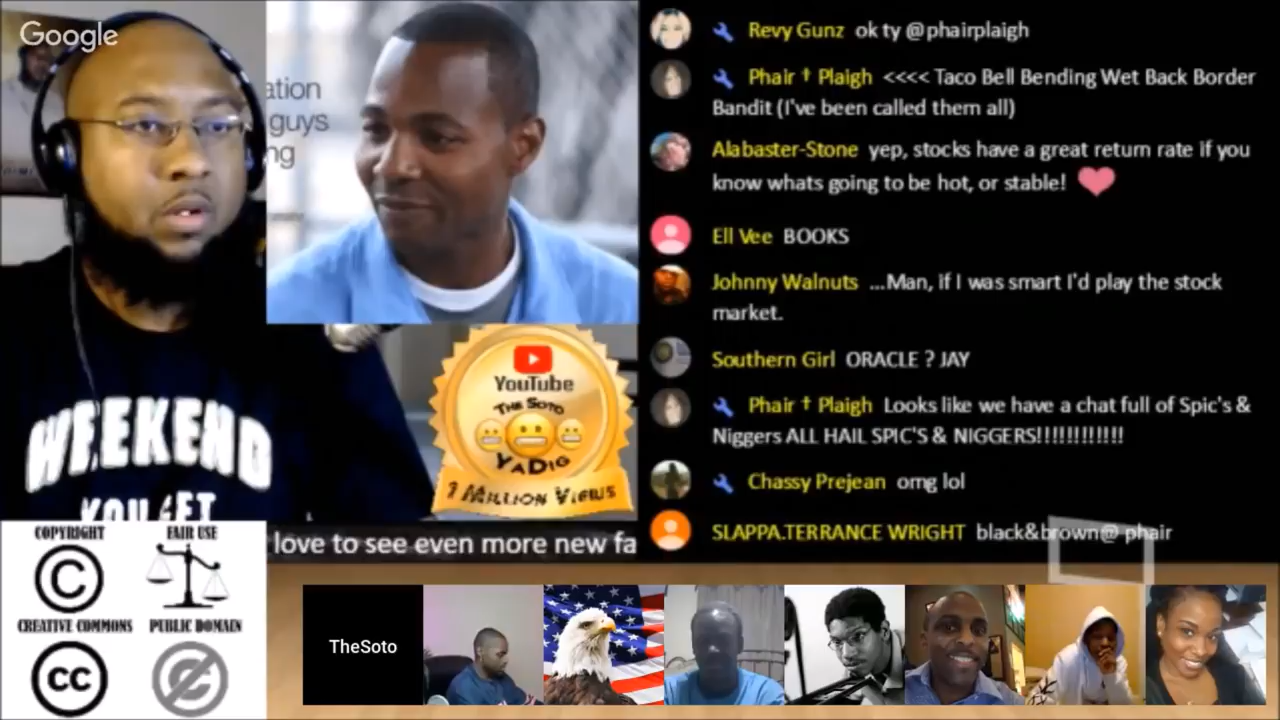 Google
ation
guys
ng
WEEKEND
YOU GET
YouTube
THE SOTO
YADIG
1 MILLION VIEWS
COPYRIGHT
FAIR USE
CREATIVE COMMONS
PUBLIC DOMAIN
cc
love to see even more new fa
Revy Gunz ok ty @phairplaigh
Phair † Plaigh <<<< Taco Bell Bending Wet Back Border
Bandit (I've been called them all)
Alabaster-Stone yep, stocks have a great return rate if you
know whats going to be hot, or stable!
Ell Vee BOOKS
Johnny Walnuts ...Man, if I was smart I'd play the stock
market.
Southern Girl ORACLE ? JAY
Phair † Plaigh Looks like we have a chat full of Spic's &
Niggers ALL HAIL SPIC'S & NIGGERS!!!!!!!!!!!!
Chassy Prejean omg lol
SLAPPA.TERRANCE WRIGHT black&brown@ phair
TheSoto